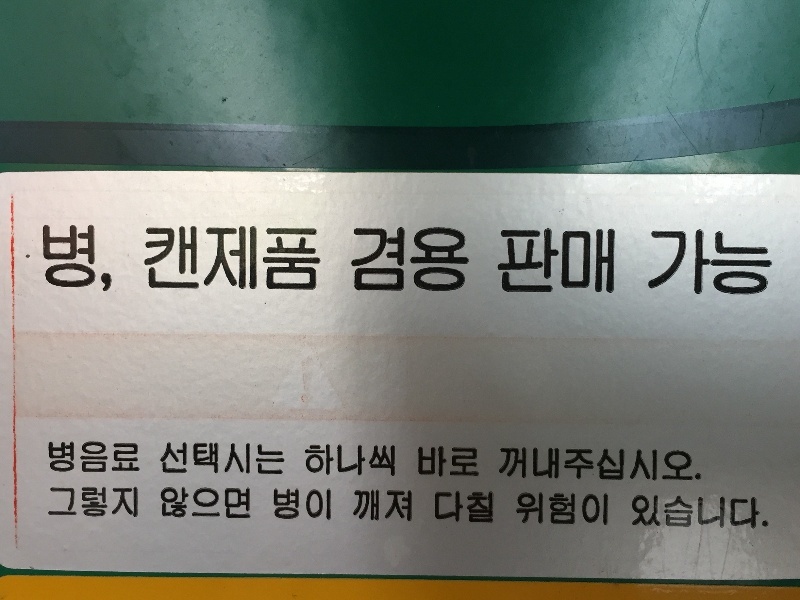 병, 캔제품 겸용 판매 가능
병음료 선택시는 하나씩 바로 꺼내주십시오.
그렇지 않으면 병이 깨져 다칠 위험이 있습니다.